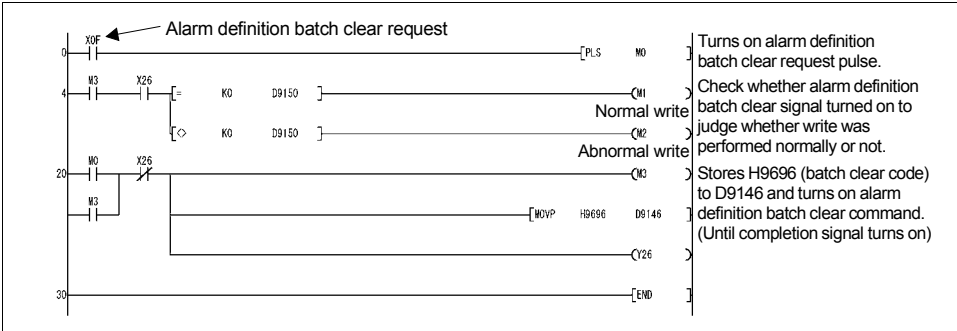 Alarm definition batch clear request
X0F
0
[PLS M0 ]
Turns on alarm definition
batch clear request pulse.
M3 X26
4
[= K0 D9150 ]
(M1 )
Normal write
[<> K0 D9150 ]
(M2 )
Abnormal write
Check whether alarm definition
batch clear signal turned on to
judge whether write was
performed normally or not.
M0 X26
20
(M3 )
M3
[MOVP H9696 D9146 ]
(Y26 )
Stores H9696 (batch clear code)
to D9146 and turns on alarm
definition batch clear command.
(Until completion signal turns on)
30
[END ]